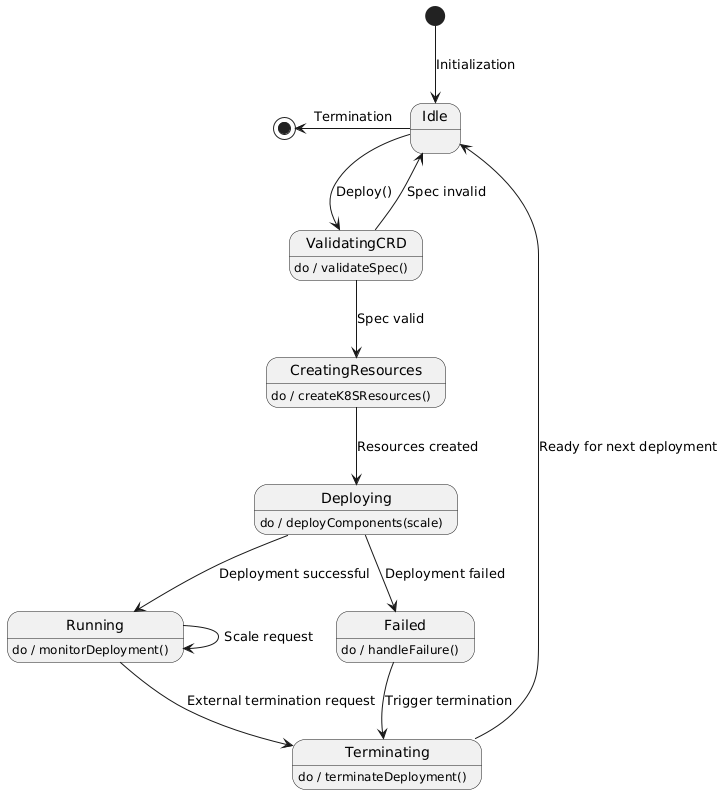 Initialization
Termination
Idle
Deploy()
Spec invalid
ValidatingCRD
do / validateSpec()
Spec valid
CreatingResources
do / createK8SResources()
Resources created
Ready for next deployment
Deploying
do / deployComponents(scale)
Deployment successful
Deployment failed
Running
do / monitorDeployment()
Scale request
Failed
do / handleFailure()
External termination request
Trigger termination
Terminating
do / terminateDeployment()